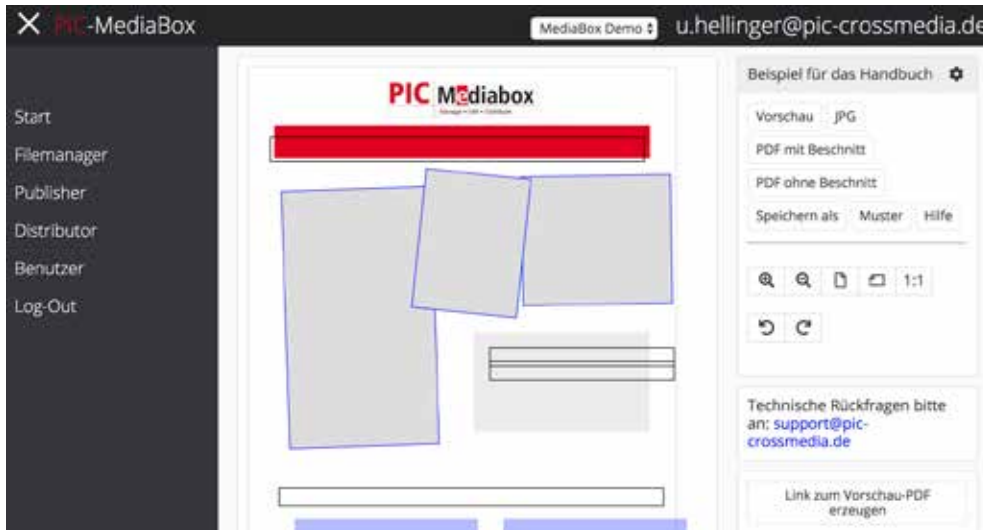 PIC-MediaBox
MediaBox Demo
u.hellinger@pic-crossmedia.de
Start
Filemanager
Publisher
Distributor
Benutzer
Log-Out
PIC Mediabox
Beispiel für das Handbuch
Vorschau JPG
PDF mit Beschnitt
PDF ohne Beschnitt
Speichern als Muster Hilfe
1:1
Technische Rückfragen bitte
an: support@pic-
crossmedia.de
Link zum Vorschau-PDF
erzeugen